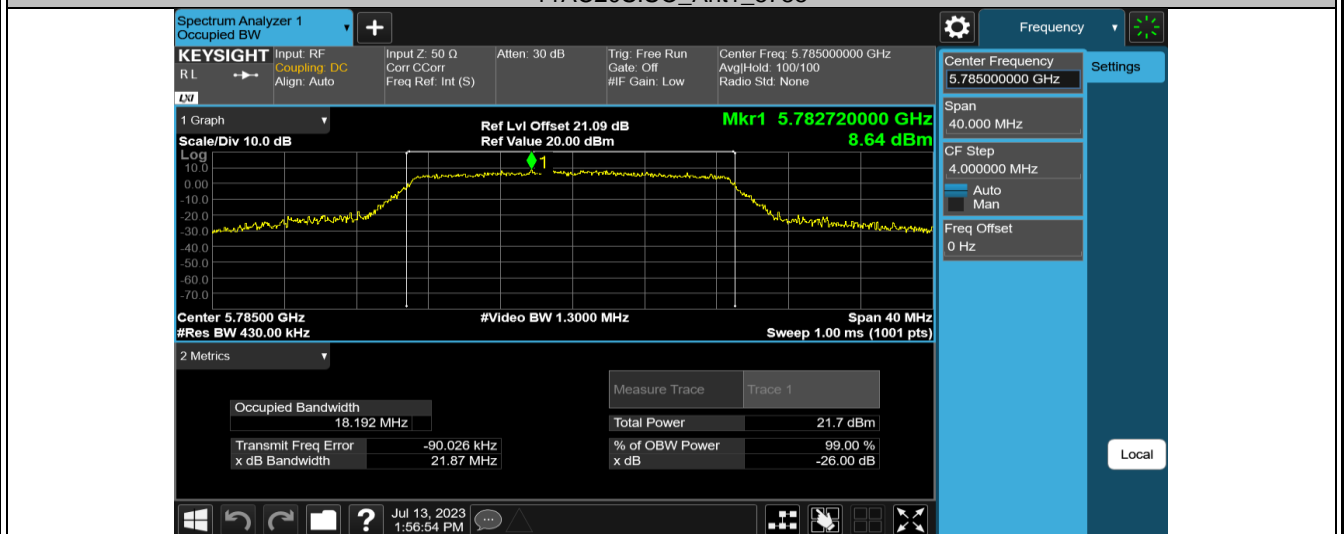 Spectrum Analyzer 1
Occupied BW
Frequency
KEYSIGHT
Input: RF
Input Z: 50 Ω
Atten: 30 dB
Trig: Free Run
Center Freq: 5.785000000 GHz
R L
Coupling: DC
Corr CCorr
Gate: Off
Avg|Hold: 100/100
Align: Auto
Freq Ref: Int (S)
#IF Gain: Low
Radio Std: None
LXI
Center Frequency
5.785000000 GHz
Settings
Span
40.000 MHz
CF Step
4.000000 MHz
Auto
Man
Freq Offset
0 Hz
1 Graph
Ref Lvl Offset 21.09 dB
Mkr1 5.782720000 GHz
Scale/Div 10.0 dB
Ref Value 20.00 dBm
8.64 dBm
Log
1
10.0
0.00
-10.0
-20.0
-30.0
-40.0
-50.0
-60.0
-70.0
Center 5.78500 GHz
#Video BW 1.3000 MHz
Span 40 MHz
#Res BW 430.00 kHz
Sweep 1.00 ms (1001 pts)
2 Metrics
Measure Trace
Trace 1
Occupied Bandwidth
18.192 MHz
Total Power
21.7 dBm
Transmit Freq Error
-90.026 kHz
% of OBW Power
99.00 %
x dB Bandwidth
21.87 MHz
x dB
-26.00 dB
Local
?
Jul 13, 2023
1:56:54 PM